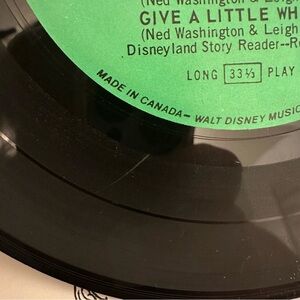 (Ned Washington & Leigh
GIVE A LITTLE WH
(Ned Washington & Leigh
Disneyland Story Reader--R
LONG 33⅓ PLAY
MADE IN CANADA— WALT DISNEY MUSIC